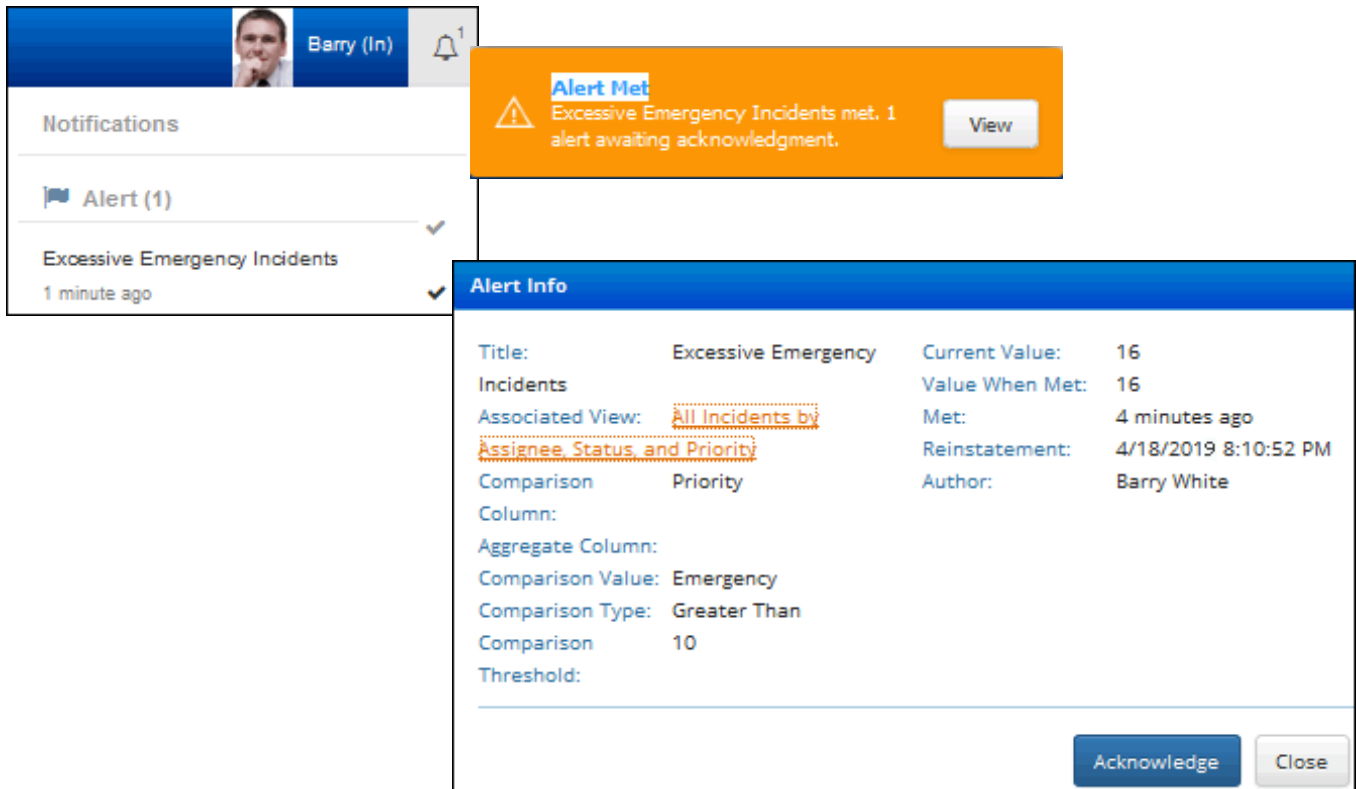 Barry (In)
1
Notifications
Alert (1)
Excessive Emergency Incidents
1 minute ago
Alert Met
Excessive Emergency Incidents met. 1
alert awaiting acknowledgment.
View
Alert Info
Title: Excessive Emergency
Incidents
Associated View: All Incidents by
Assignee, Status, and Priority
Comparison Priority
Column:
Aggregate Column:
Comparison Value: Emergency
Comparison Type: Greater Than
Comparison 10
Threshold:
Current Value: 16
Value When Met: 16
Met: 4 minutes ago
Reinstatement: 4/18/2019 8:10:52 PM
Author: Barry White
Acknowledge
Close